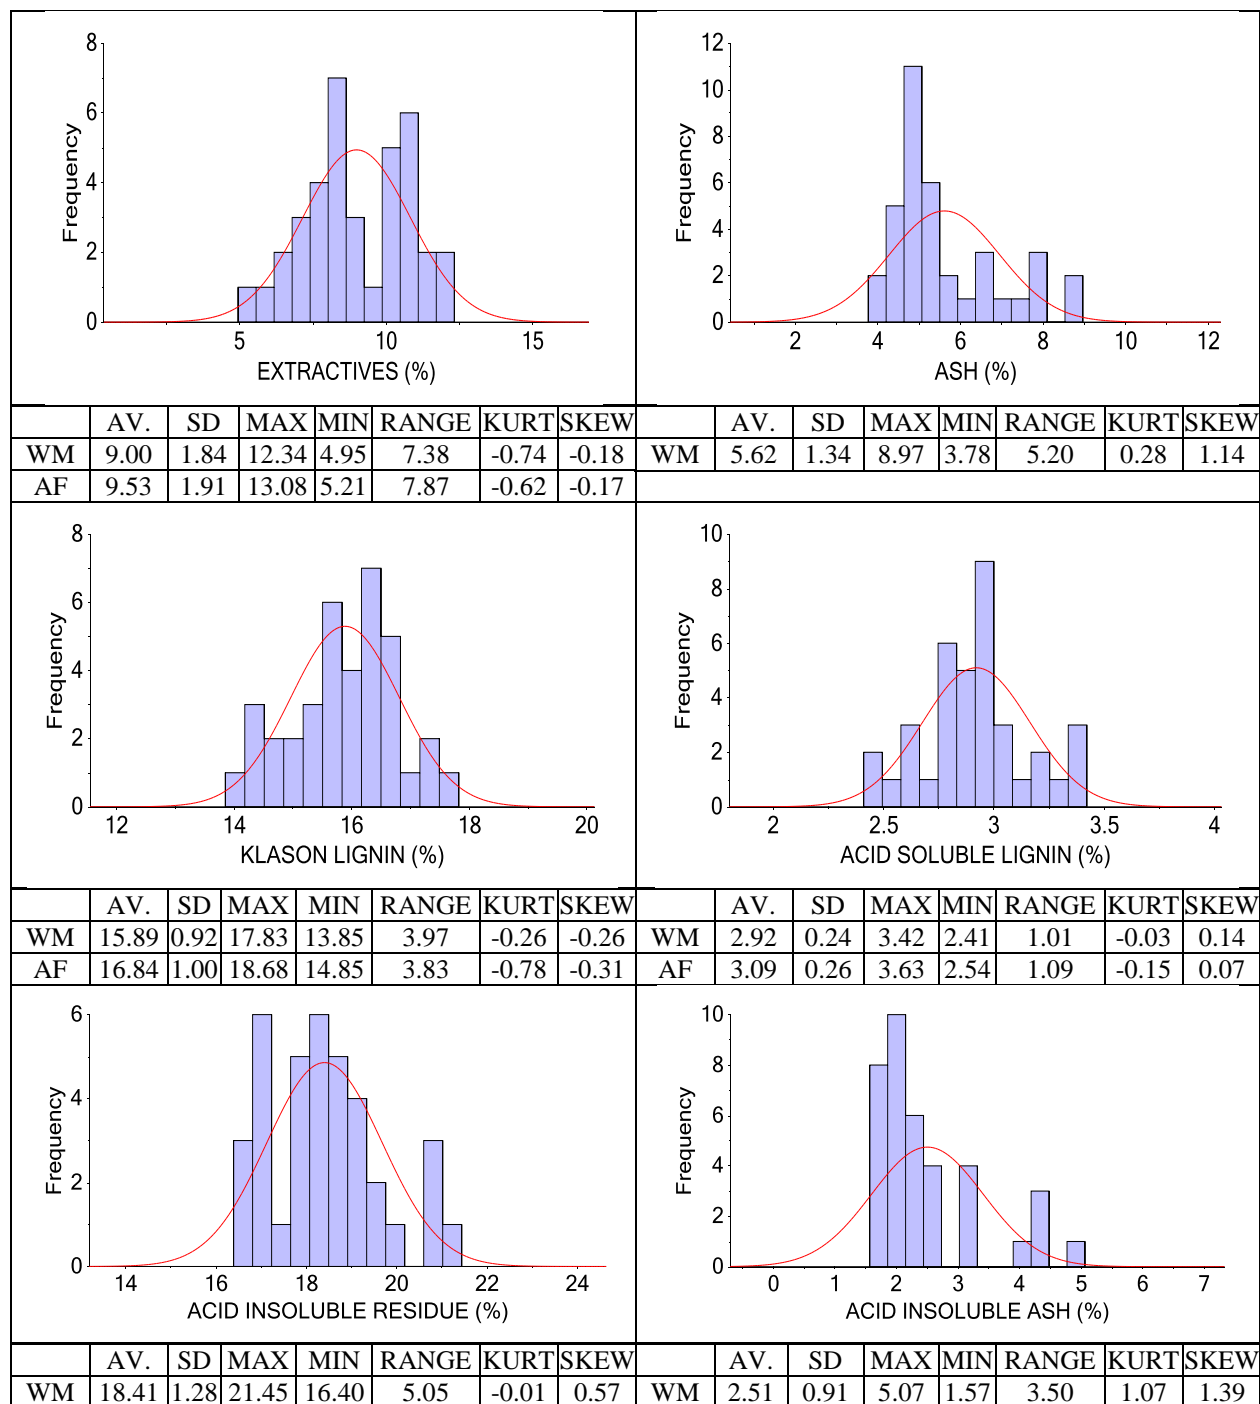 8
6
4
2
0
Frequency
5 10 15
EXTRACTIVES (%)
AV. SD MAX MIN RANGE KURT SKEW
WM 9.00 1.84 12.34 4.95 7.38 -0.74 -0.18
AF 9.53 1.91 13.08 5.21 7.87 -0.62 -0.17
12
10
8
6
4
2
0
Frequency
2 4 6 8 10 12
ASH (%)
AV. SD MAX MIN RANGE KURT SKEW
WM 5.62 1.34 8.97 3.78 5.20 0.28 1.14
8
6
4
2
0
Frequency
12 14 16 18 20
KLASON LIGNIN (%)
AV. SD MAX MIN RANGE KURT SKEW
WM 15.89 0.92 17.83 13.85 3.97 -0.26 -0.26
AF 16.84 1.00 18.68 14.85 3.83 -0.78 -0.31
10
8
6
4
2
0
Frequency
2 2.5 3 3.5 4
ACID SOLUBLE LIGNIN (%)
AV. SD MAX MIN RANGE KURT SKEW
WM 2.92 0.24 3.42 2.41 1.01 -0.03 0.14
AF 3.09 0.26 3.63 2.54 1.09 -0.15 0.07
6
4
2
0
Frequency
14 16 18 20 22 24
ACID INSOLUBLE RESIDUE (%)
AV. SD MAX MIN RANGE KURT SKEW
WM 18.41 1.28 21.45 16.40 5.05 -0.01 0.57
10
8
6
4
2
0
Frequency
0 1 2 3 4 5 6 7
ACID INSOLUBLE ASH (%)
AV. SD MAX MIN RANGE KURT SKEW
WM 2.51 0.91 5.07 1.57 3.50 1.07 1.39